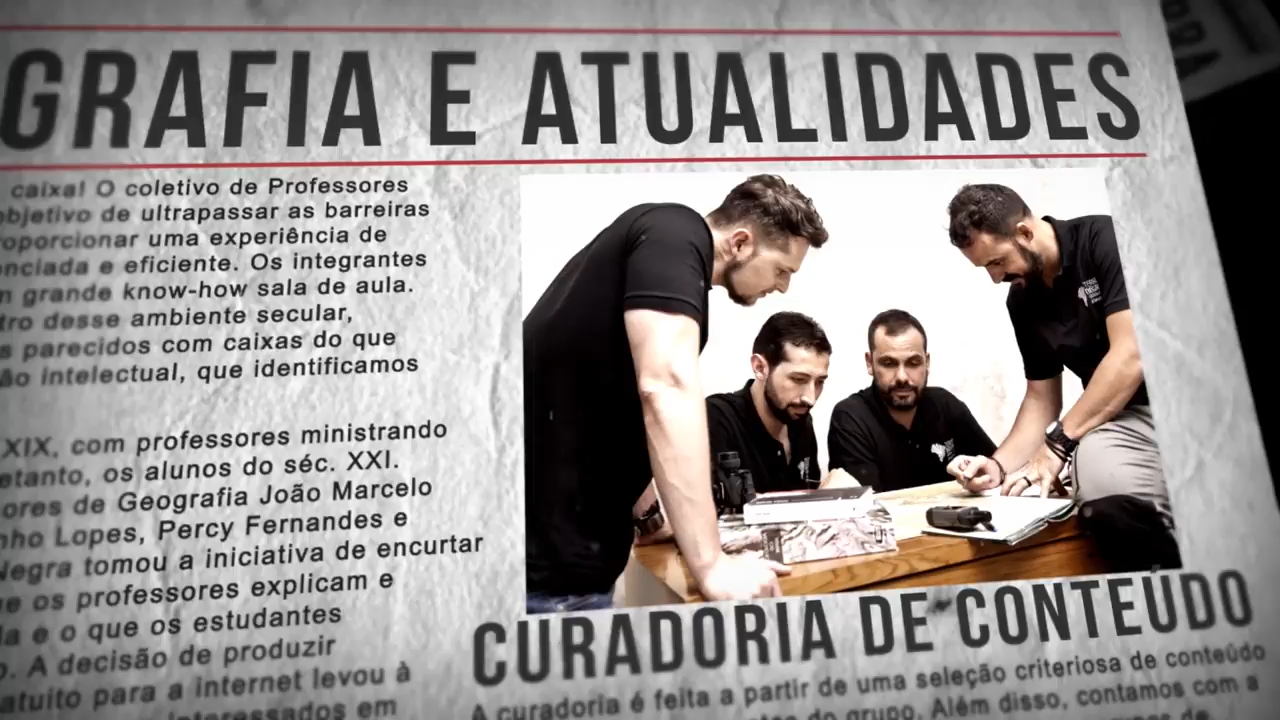 GRAFIA E ATUALIDADES
caixa! O coletivo de Professores
objetivo de ultrapassar as barreiras
roporcionar uma experiência de
nciada e eficiente. Os integrantes
m grande know-how sala de aula.
tro desse ambiente secular,
s parecidos com caixas do que
ão intelectual, que identificamos
XIX, com professores ministrando
etanto, os alunos do séc. XXI.
ores de Geografia João Marcelo
nho Lopes, Percy Fernandes e
Negra tomou a iniciativa de encurtar
ue os professores explicam e
la e o que os estudantes
o. A decisão de produzir
atuito para a internet levou à
interessados em
CURADORIA DE CONTEÚDO
A curadoria é feita a partir de uma seleção criteriosa de conteúdo
do grupo. Além disso, contamos com a